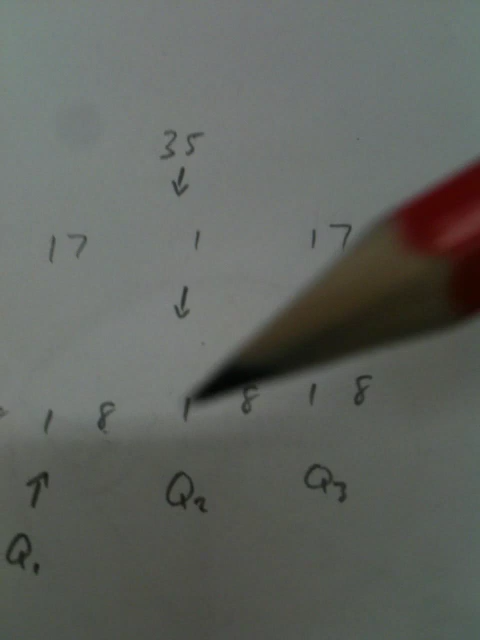 35
↓
17 1 17
↓
1 8 1 8 1 8
↑ Q₂ Q₃
Q₁